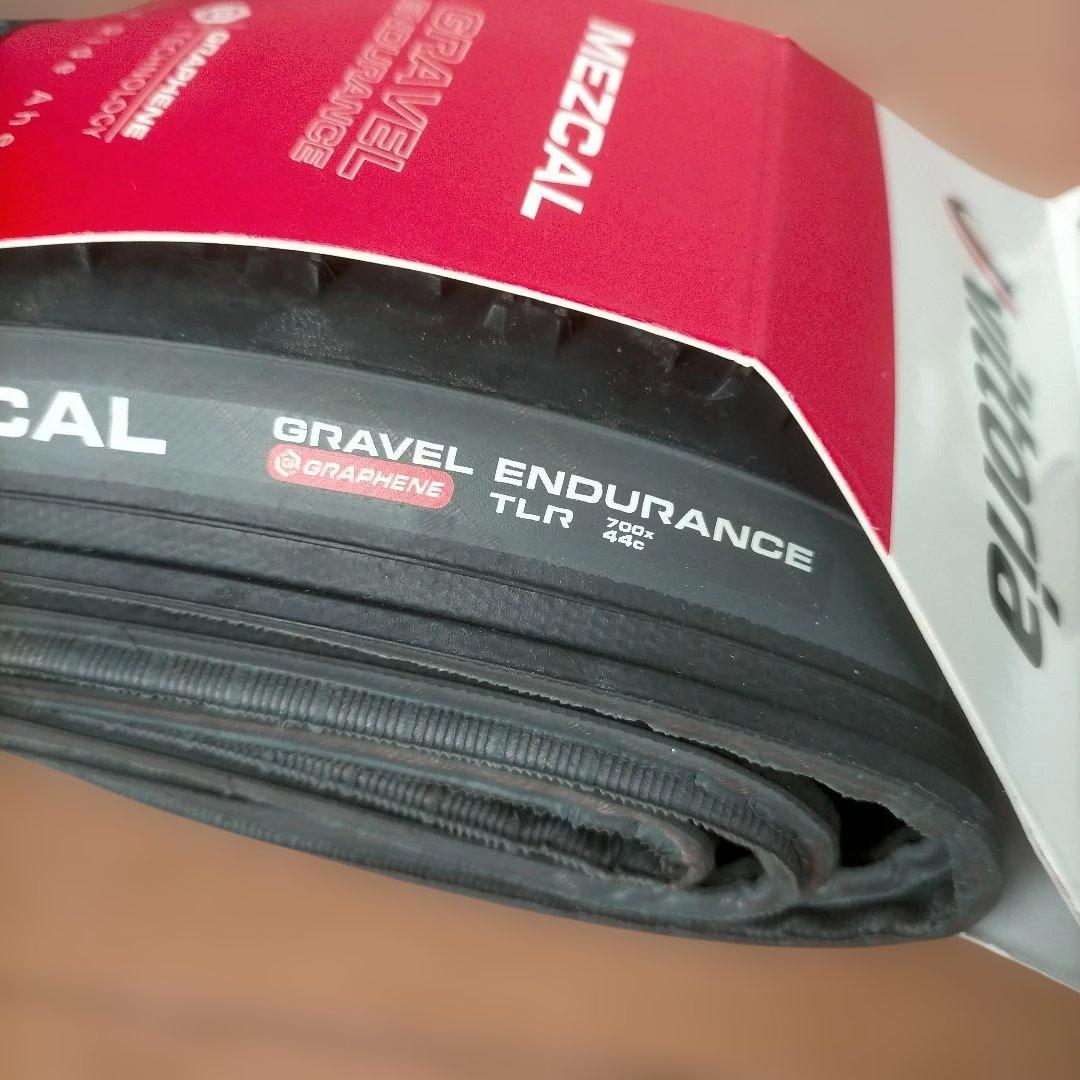 GRAPHENE
TECHNOLOGY
GRAVEL
ENDURANCE
MEZCAL
vittoria
CAL
GRAVEL ENDURANCE
GRAPHENE
TLR 700x
44c